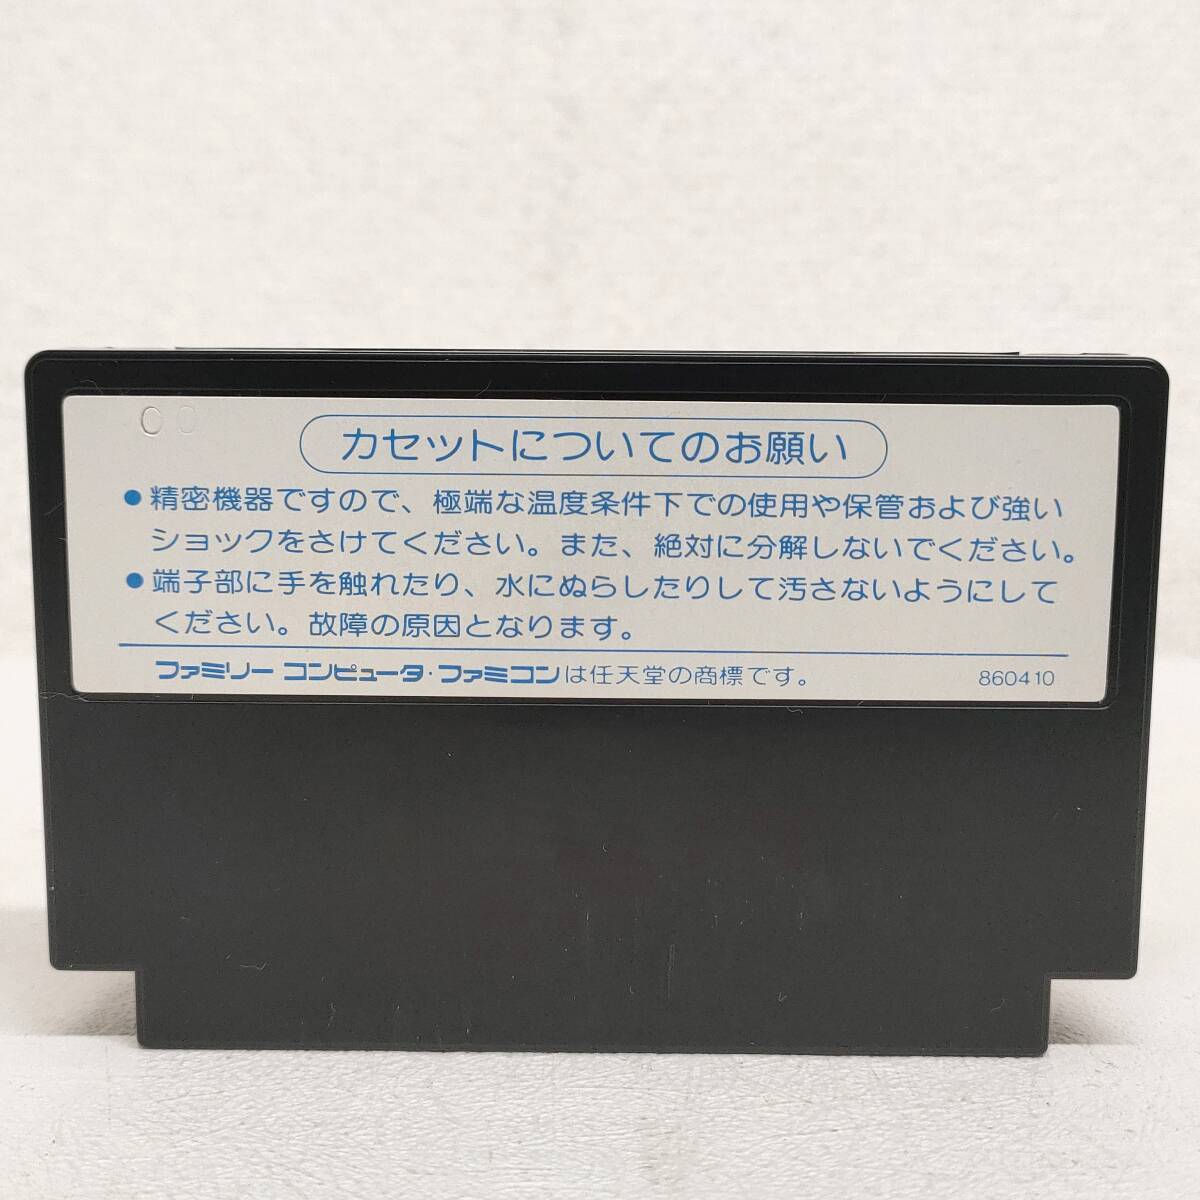 カセットについてのお願い
●精密機器ですので、極端な温度条件下での使用や保管および強い
ショックをさけてください。また、絶対に分解しないでください。
●端子部に手を触れたり、水にぬらしたりして汚さないようにして
ください。故障の原因となります。
ファミリー コンピュータ・ファミコンは任天堂の商標です。 860410